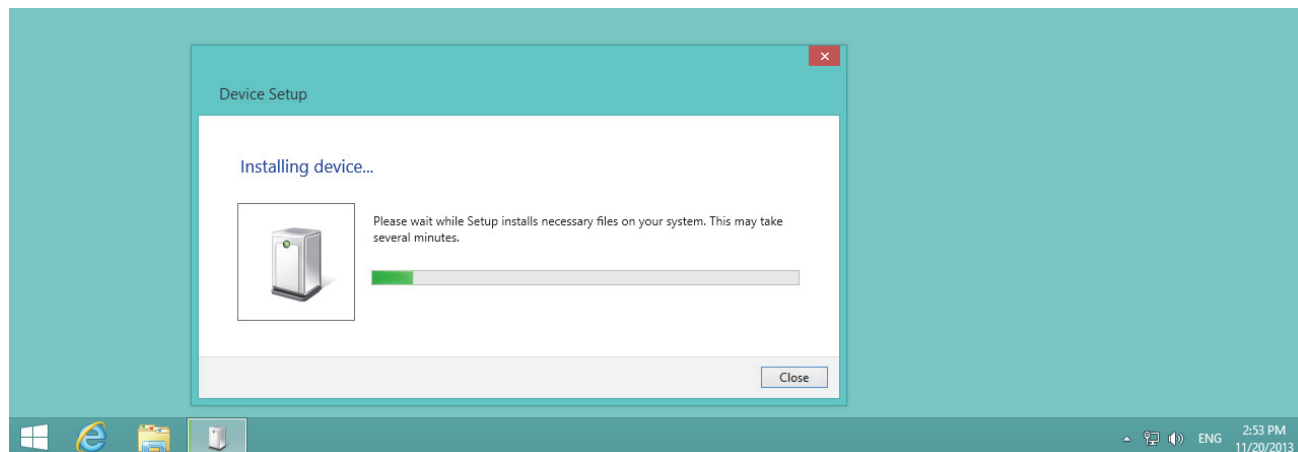 Device Setup
Installing device...
Please wait while Setup installs necessary files on your system. This may take
several minutes.
Close
ENG
2:53 PM
11/20/2013